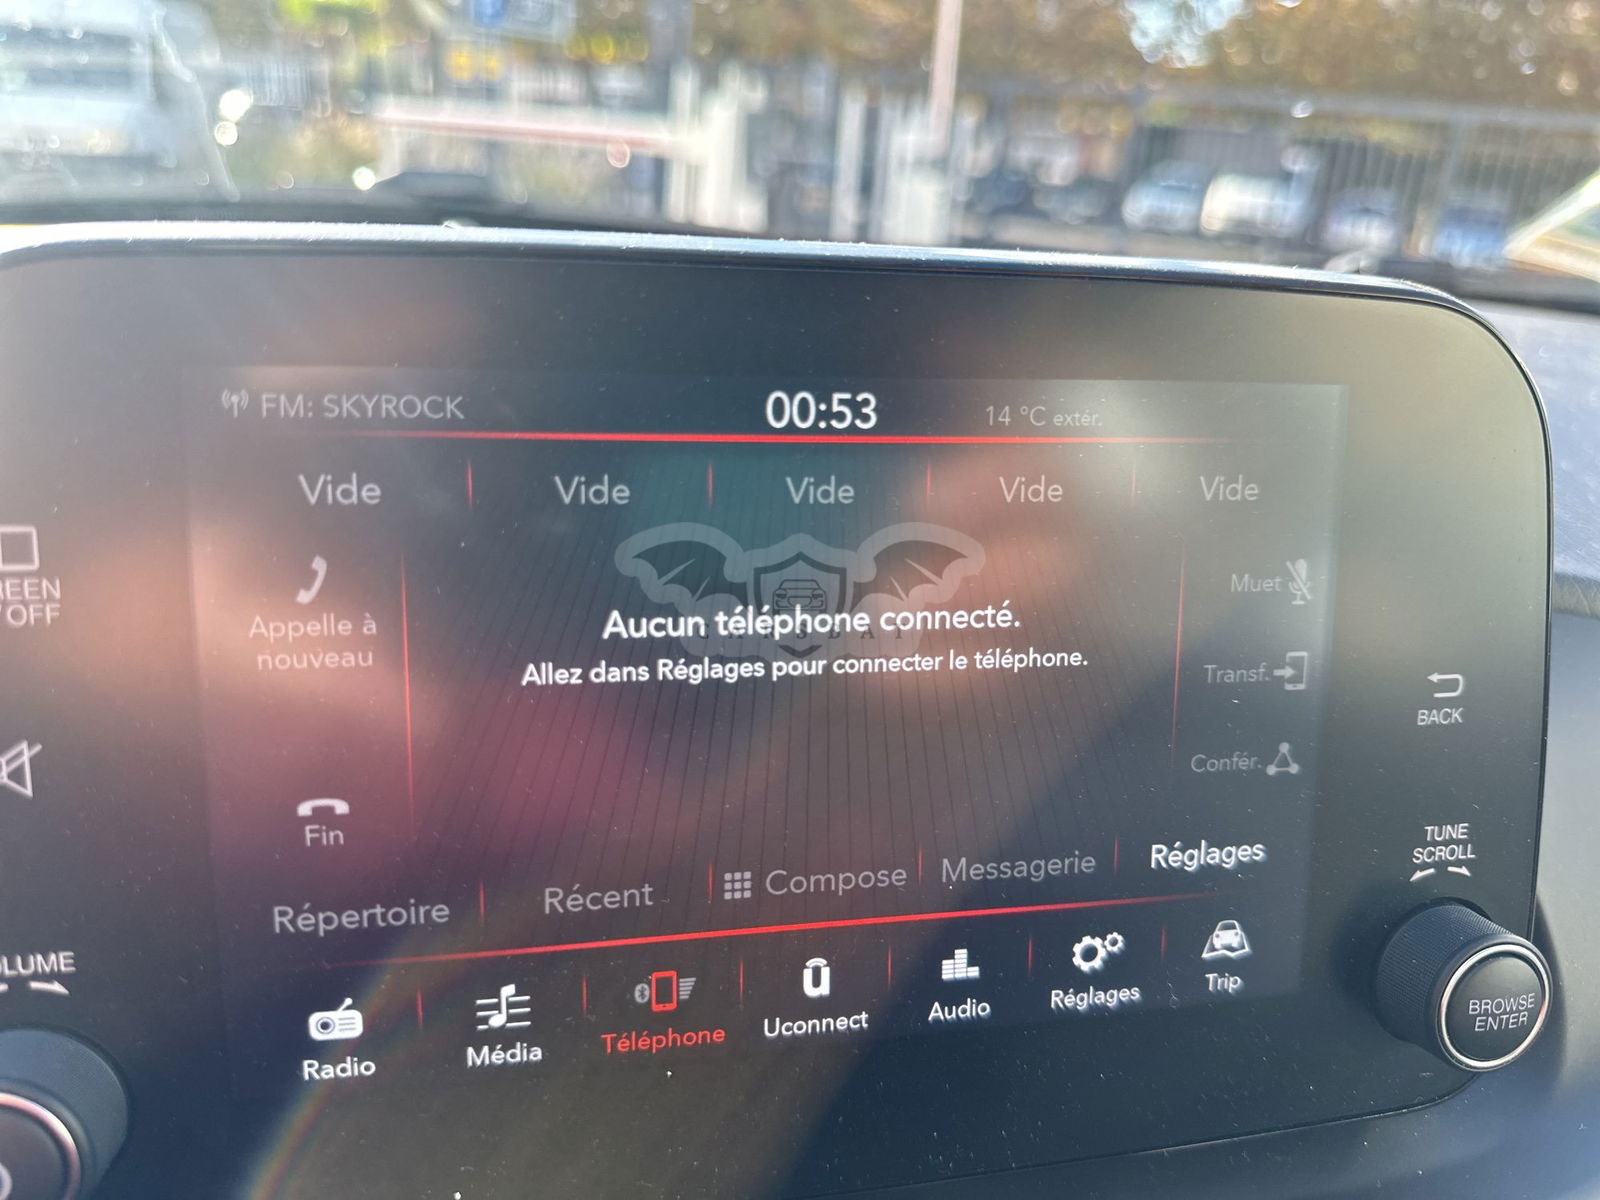 FM: SKYROCK
00:53
14 °C extér.
Vide
Vide
Vide
Vide
Vide
Appelle à
nouveau
Aucun téléphone connecté.
Allez dans Réglages pour connecter le téléphone.
Muet
Transf.
Confér.
Fin
Répertoire
Récent
Compose
Messagerie
Réglages
Radio
Média
Téléphone
Uconnect
Audio
Réglages
Trip
OFF
BACK
TUNE
SCROLL
BROWSE
ENTER